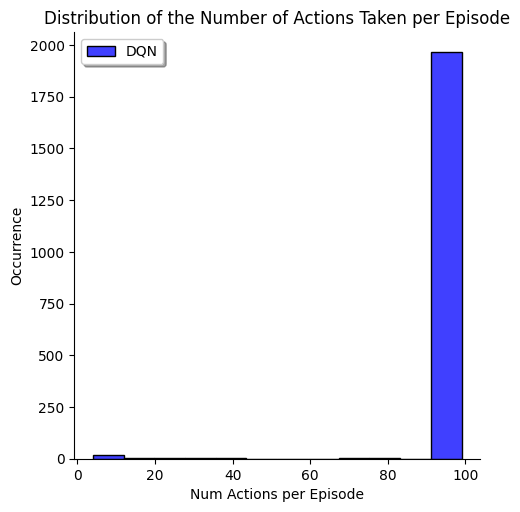 Distribution of the Number of Actions Taken per Episode
DQN
2000
1750
1500
1250
1000
750
500
250
0
Occurrence
0 20 40 60 80 100
Num Actions per Episode